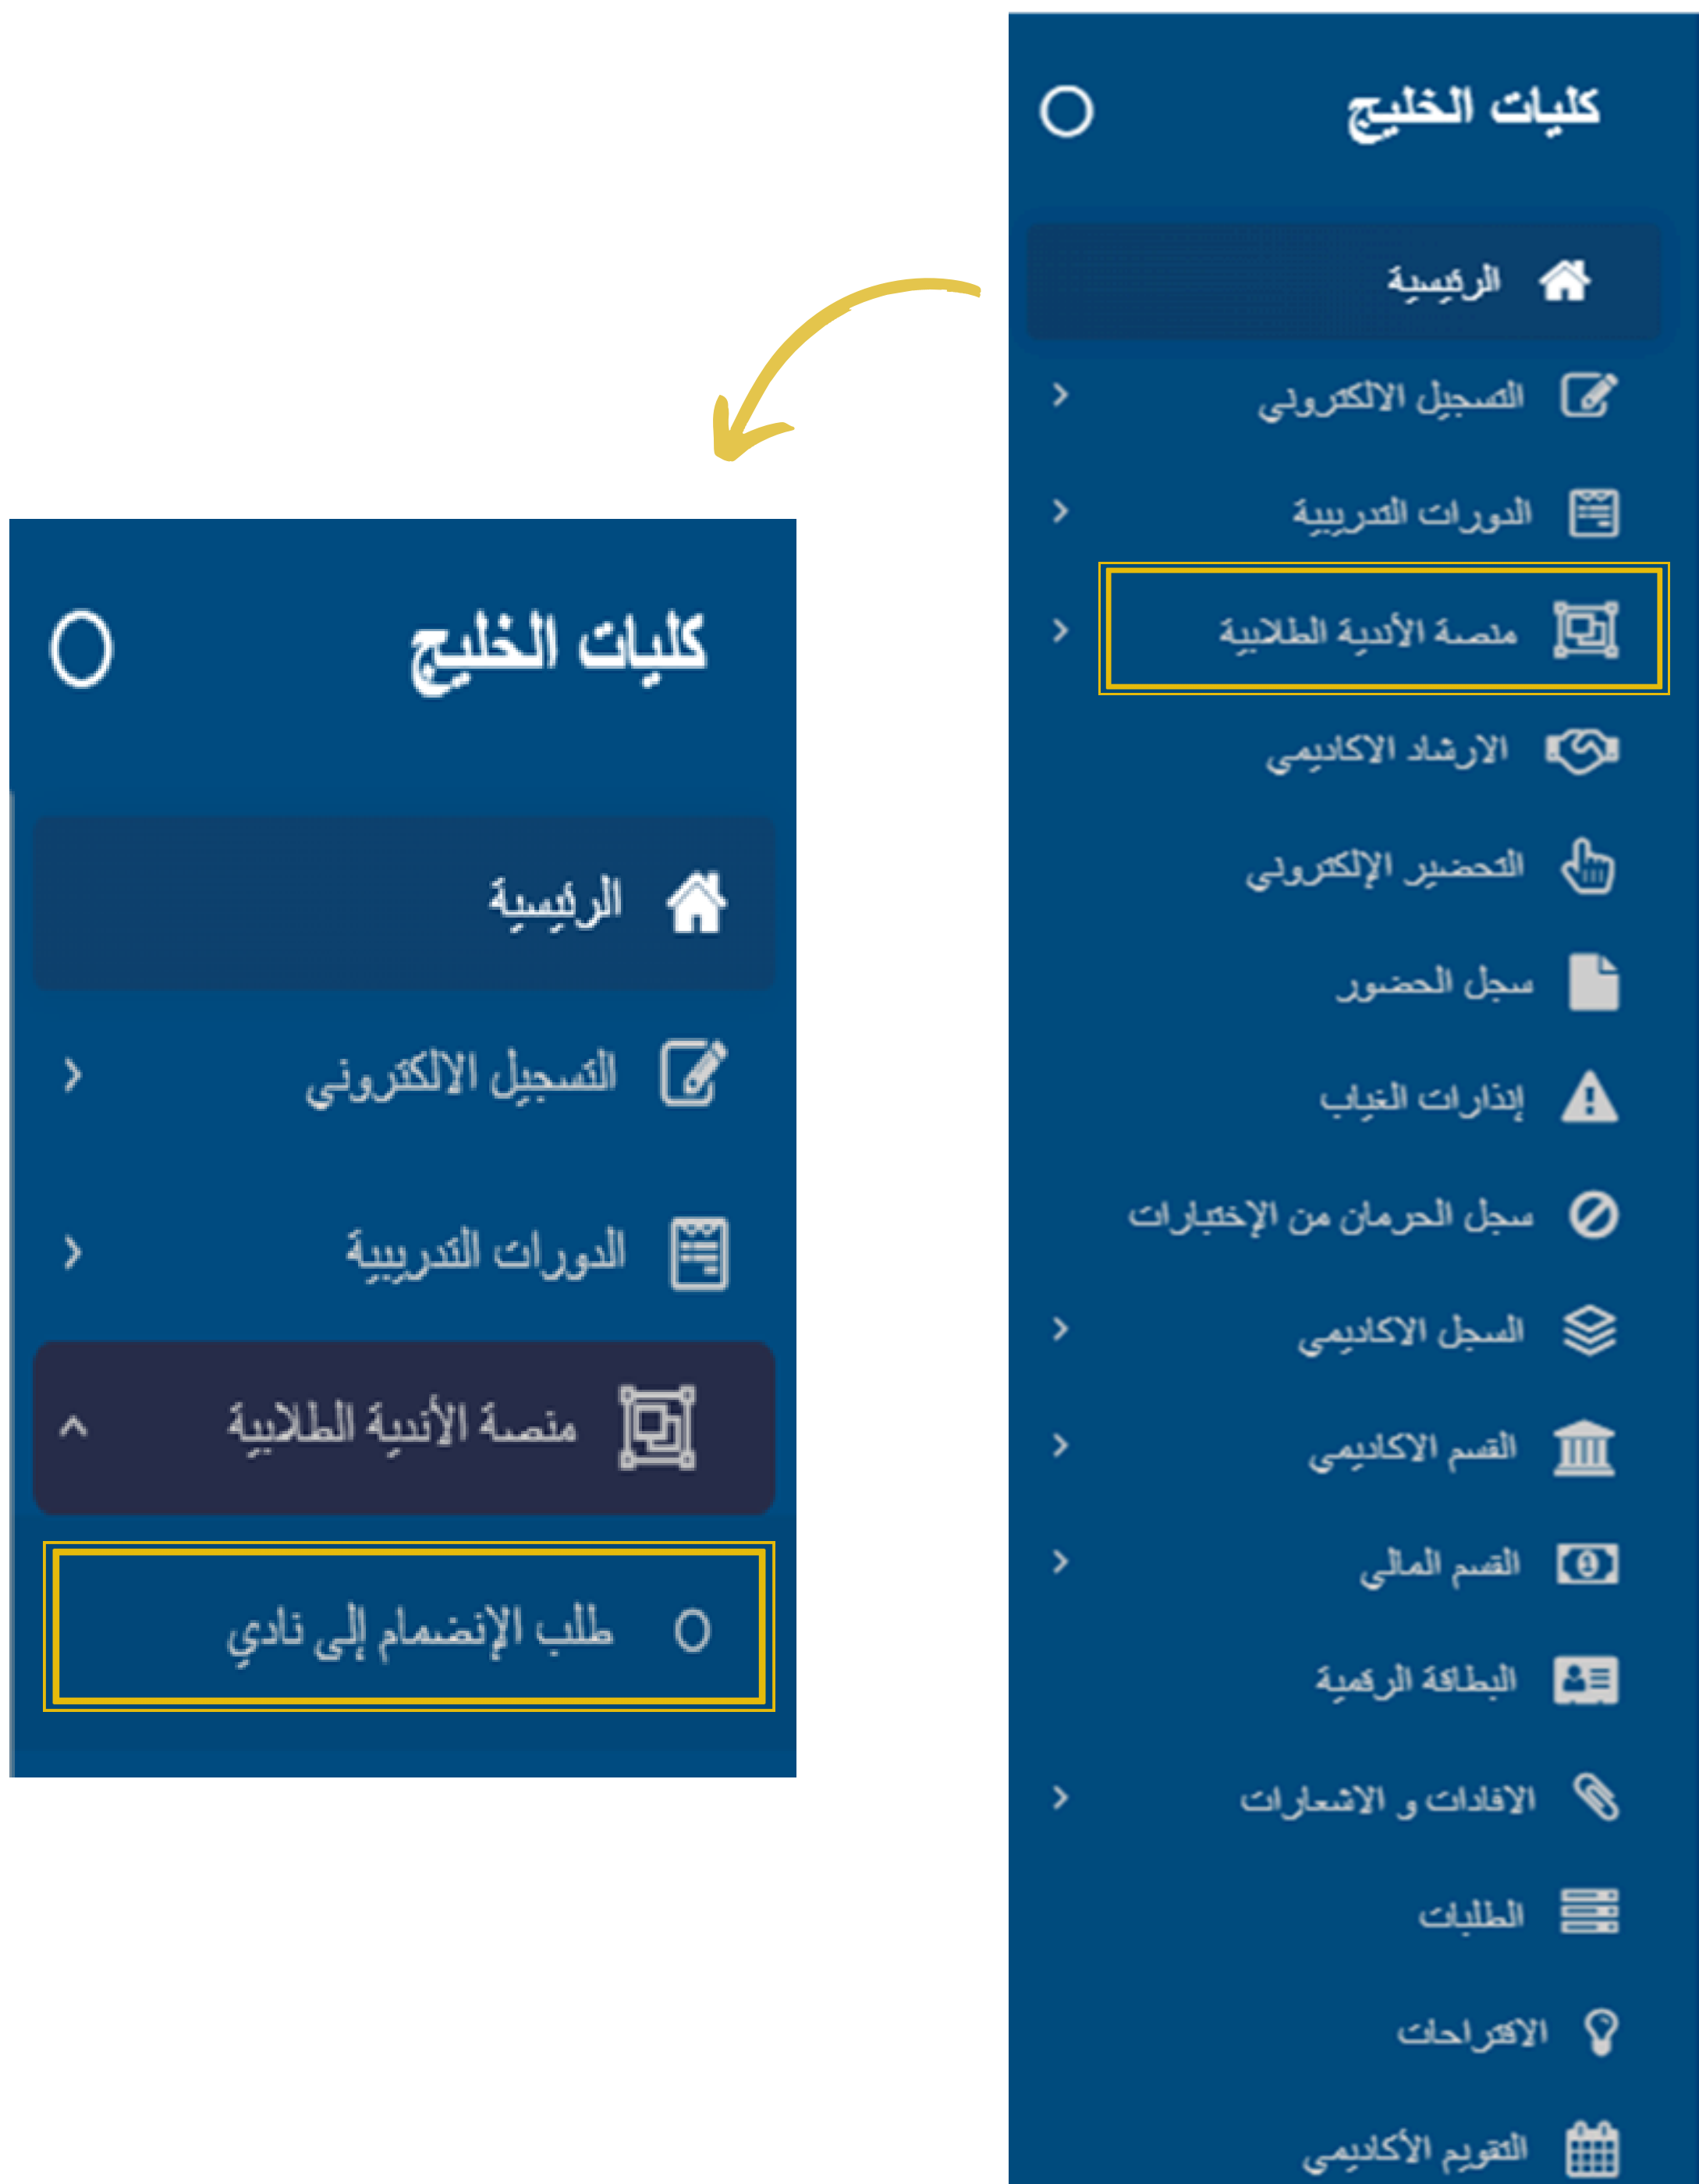 كليات الخليج
الرئيسية
التسجيل الالكتروني
الدورات التدريبية
منصة الأندية الطلابية
الارشاد الاكاديمي
التحضير الإلكتروني
سجل الحضور
إنذارات الغياب
سجل الحرمان من الإختبارات
السجل الاكاديمي
القسم الاكاديمي
القسم المالي
البطاقة الرقمية
الافادات و الاشعارات
الطلبات
الاقتراحات
التقويم الأكاديمي
كليات الخليج
الرئيسية
التسجيل الالكتروني
الدورات التدريبية
منصة الأندية الطلابية
طلب الإنضمام إلى نادي